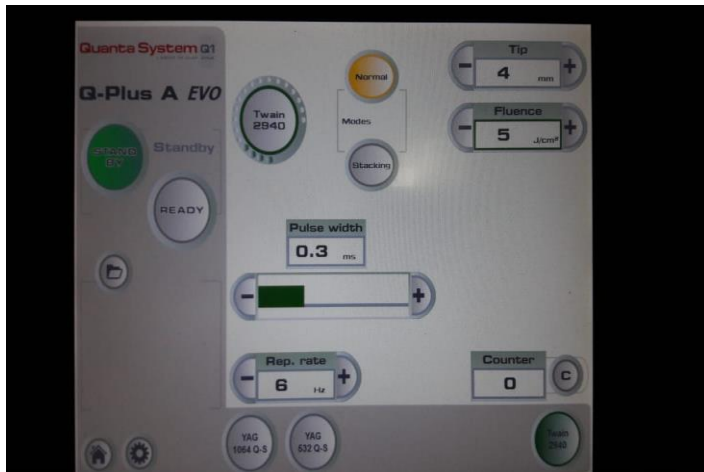 Quanta System Q1
Q-Plus A EVO
STAND
BY
Standby
READY
Twain
2940
Normal
Modes
Stacking
Tip
− 4 mm +
Fluence
− 5 J/cm² +
Pulse width
0.3 ms
− +
Rep. rate
− 6 Hz +
Counter
0 C
YAG
1064 Q-S
YAG
532 Q-S
Twain
2940